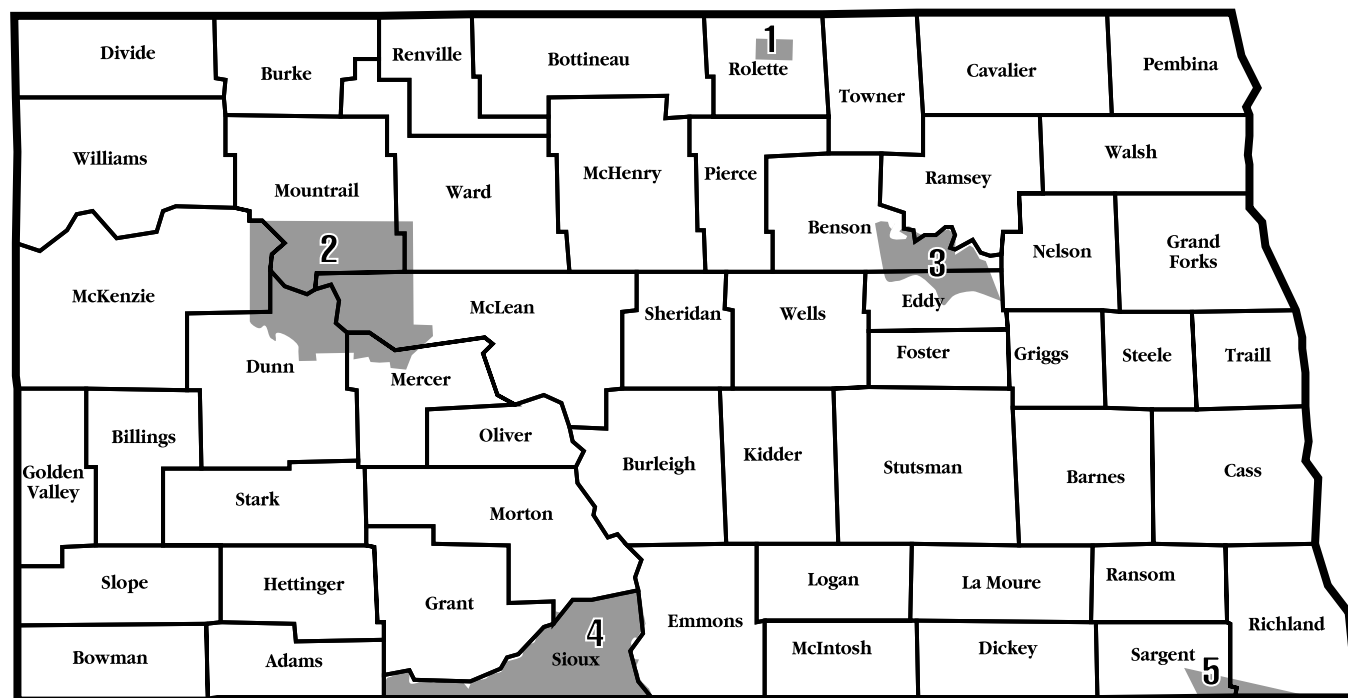 Divide
Burke
Renville
Bottineau
1
Rolette
Towner
Cavalier
Pembina
Williams
Mountrail
Ward
McHenry
Pierce
Benson
Ramsey
Walsh
Nelson
Grand
Forks
McKenzie
2
McLean
Sheridan
Wells
3
Eddy
Foster
Griggs
Steele
Traill
Dunn
Mercer
Oliver
Golden
Valley
Billings
Stark
Morton
Burleigh
Kidder
Stutsman
Barnes
Cass
Slope
Hettinger
Grant
4
Sioux
Emmons
Logan
La Moure
Ransom
Richland
Bowman
Adams
McIntosh
Dickey
Sargent
5